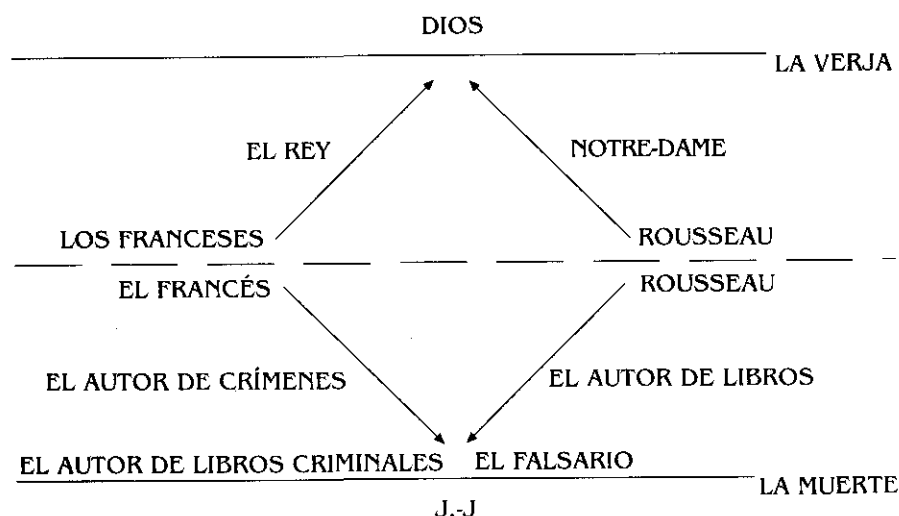 DIOS
LA VERJA
EL REY
NOTRE-DAME
LOS FRANCESES
ROUSSEAU
EL FRANCÉS
ROUSSEAU
EL AUTOR DE CRÍMENES
EL AUTOR DE LIBROS
EL AUTOR DE LIBROS CRIMINALES
EL FALSARIO
LA MUERTE
J.-J